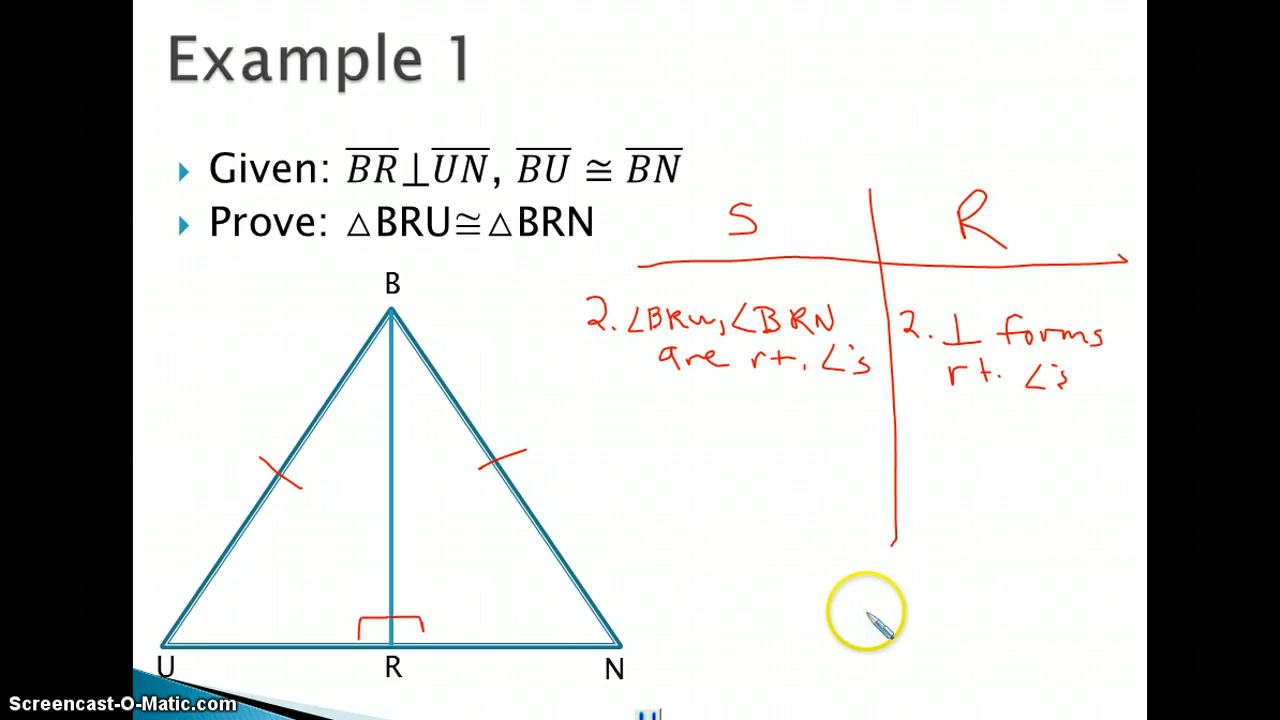 Example 1
Given: BR⊥UN, BU ≅ BN
Prove: △BRU≅△BRN
S R
2. ∠BRU, ∠BRN
are rt. ∠'s
2. ⊥ forms
rt. ∠'s
B
U R N
Screencast-O-Matic.com